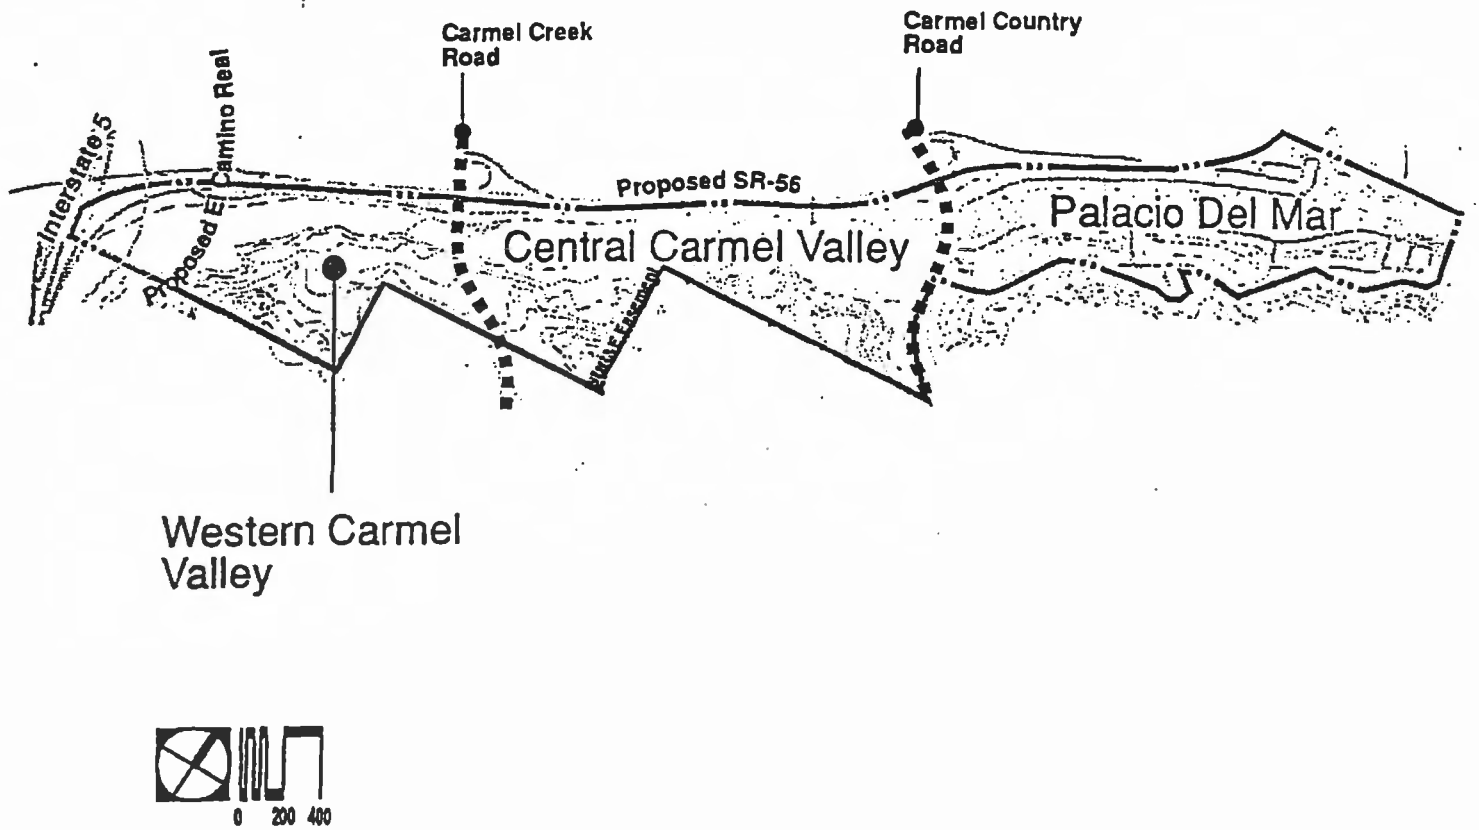 Carmel Creek
Road
Carmel Country
Road
Interstate 5
Proposed El Camino Real
Proposed SR-56
Palacio Del Mar
Central Carmel Valley
Easement
Western Carmel
Valley
0 200 400